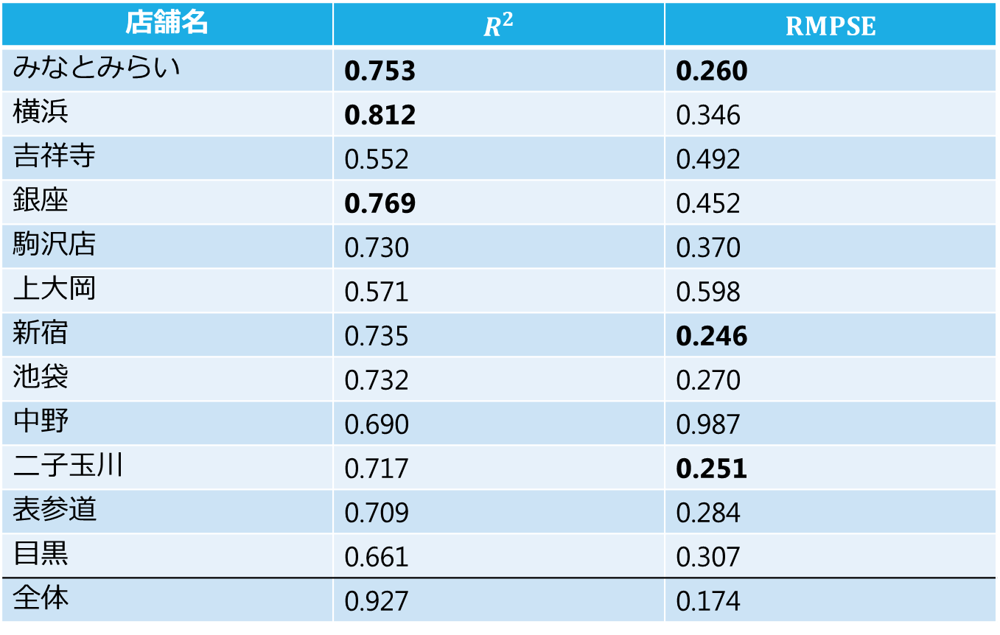 店舗名 R² RMPSE
みなとみらい 0.753 0.260
横浜 0.812 0.346
吉祥寺 0.552 0.492
銀座 0.769 0.452
駒沢店 0.730 0.370
上大岡 0.571 0.598
新宿 0.735 0.246
池袋 0.732 0.270
中野 0.690 0.987
二子玉川 0.717 0.251
表参道 0.709 0.284
目黒 0.661 0.307
全体 0.927 0.174